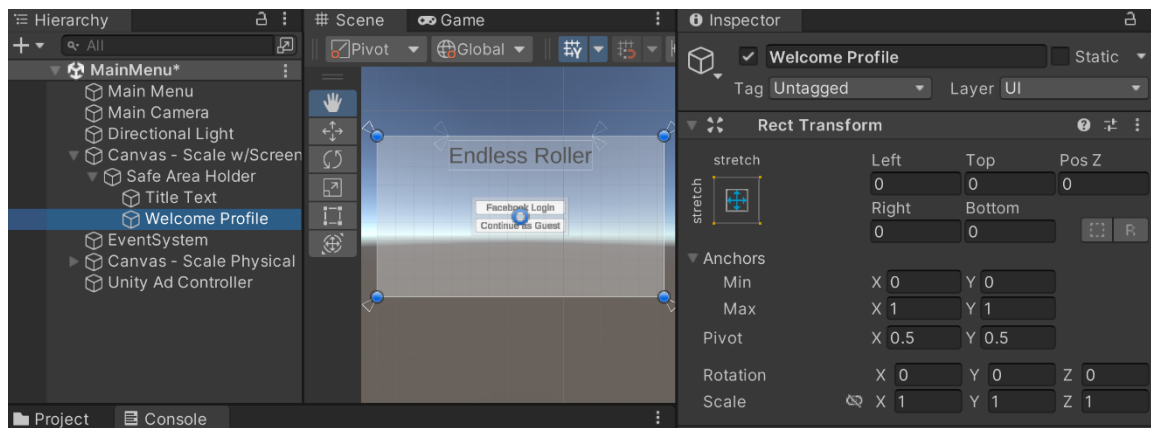 Hierarchy
All
MainMenu*
Main Menu
Main Camera
Directional Light
Canvas - Scale w/Screen
Safe Area Holder
Title Text
Welcome Profile
EventSystem
Canvas - Scale Physical
Unity Ad Controller
Project Console
Scene Game
Pivot Global
Endless Roller
Facebook Login
Continue as Guest
Inspector
Welcome Profile Static
Tag Untagged Layer UI
Rect Transform
stretch Left Top Pos Z
stretch
0 0 0
Right Bottom
0 0 R
Anchors
Min X 0 Y 0
Max X 1 Y 1
Pivot X 0.5 Y 0.5
Rotation X 0 Y 0 Z 0
Scale X 1 Y 1 Z 1